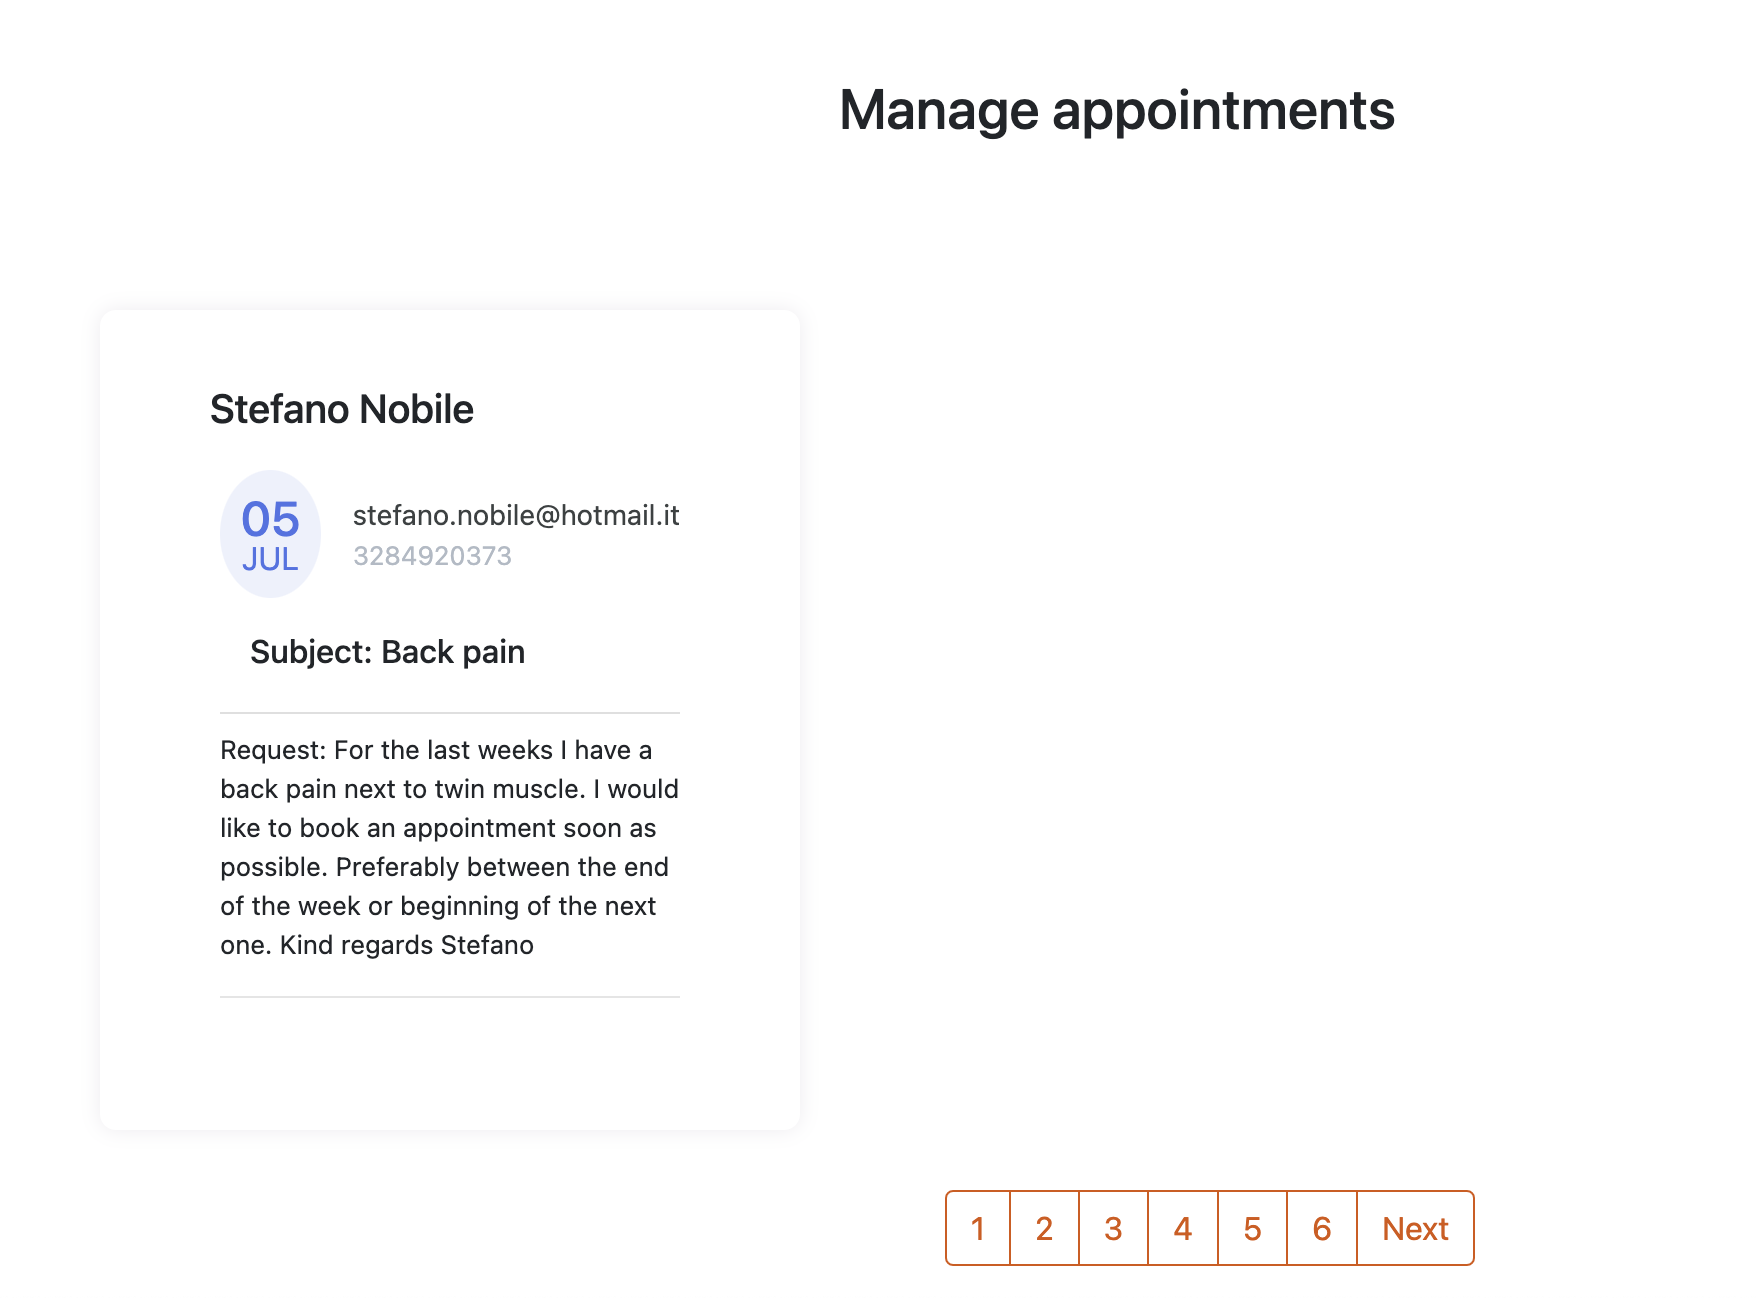 Manage appointments
Stefano Nobile
05
JUL
stefano.nobile@hotmail.it
3284920373
Subject: Back pain
Request: For the last weeks I have a
back pain next to twin muscle. I would
like to book an appointment soon as
possible. Preferably between the end
of the week or beginning of the next
one. Kind regards Stefano
1 2 3 4 5 6 Next